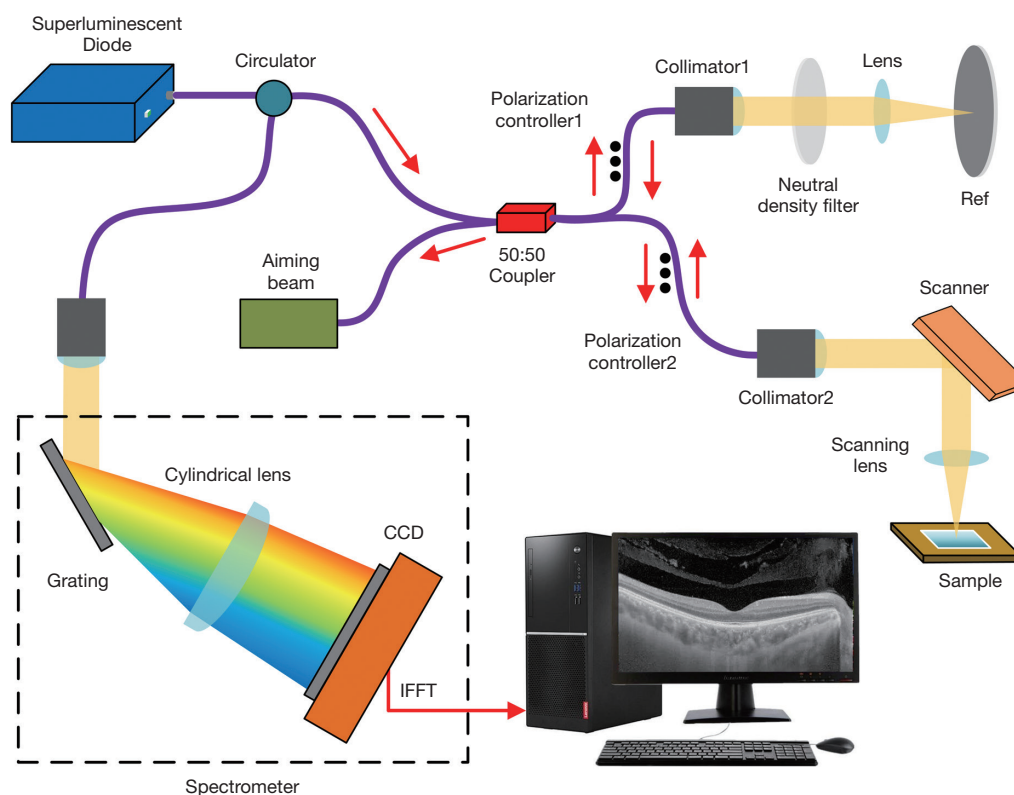 Superluminescent
Diode
Circulator
Collimator1
Lens
Polarization
controller1
Neutral
density filter
Ref
50:50
Coupler
Aiming
beam
Scanner
Polarization
controller2
Collimator2
Scanning
lens
Cylindrical lens
CCD
Grating
Sample
IFFT
Spectrometer